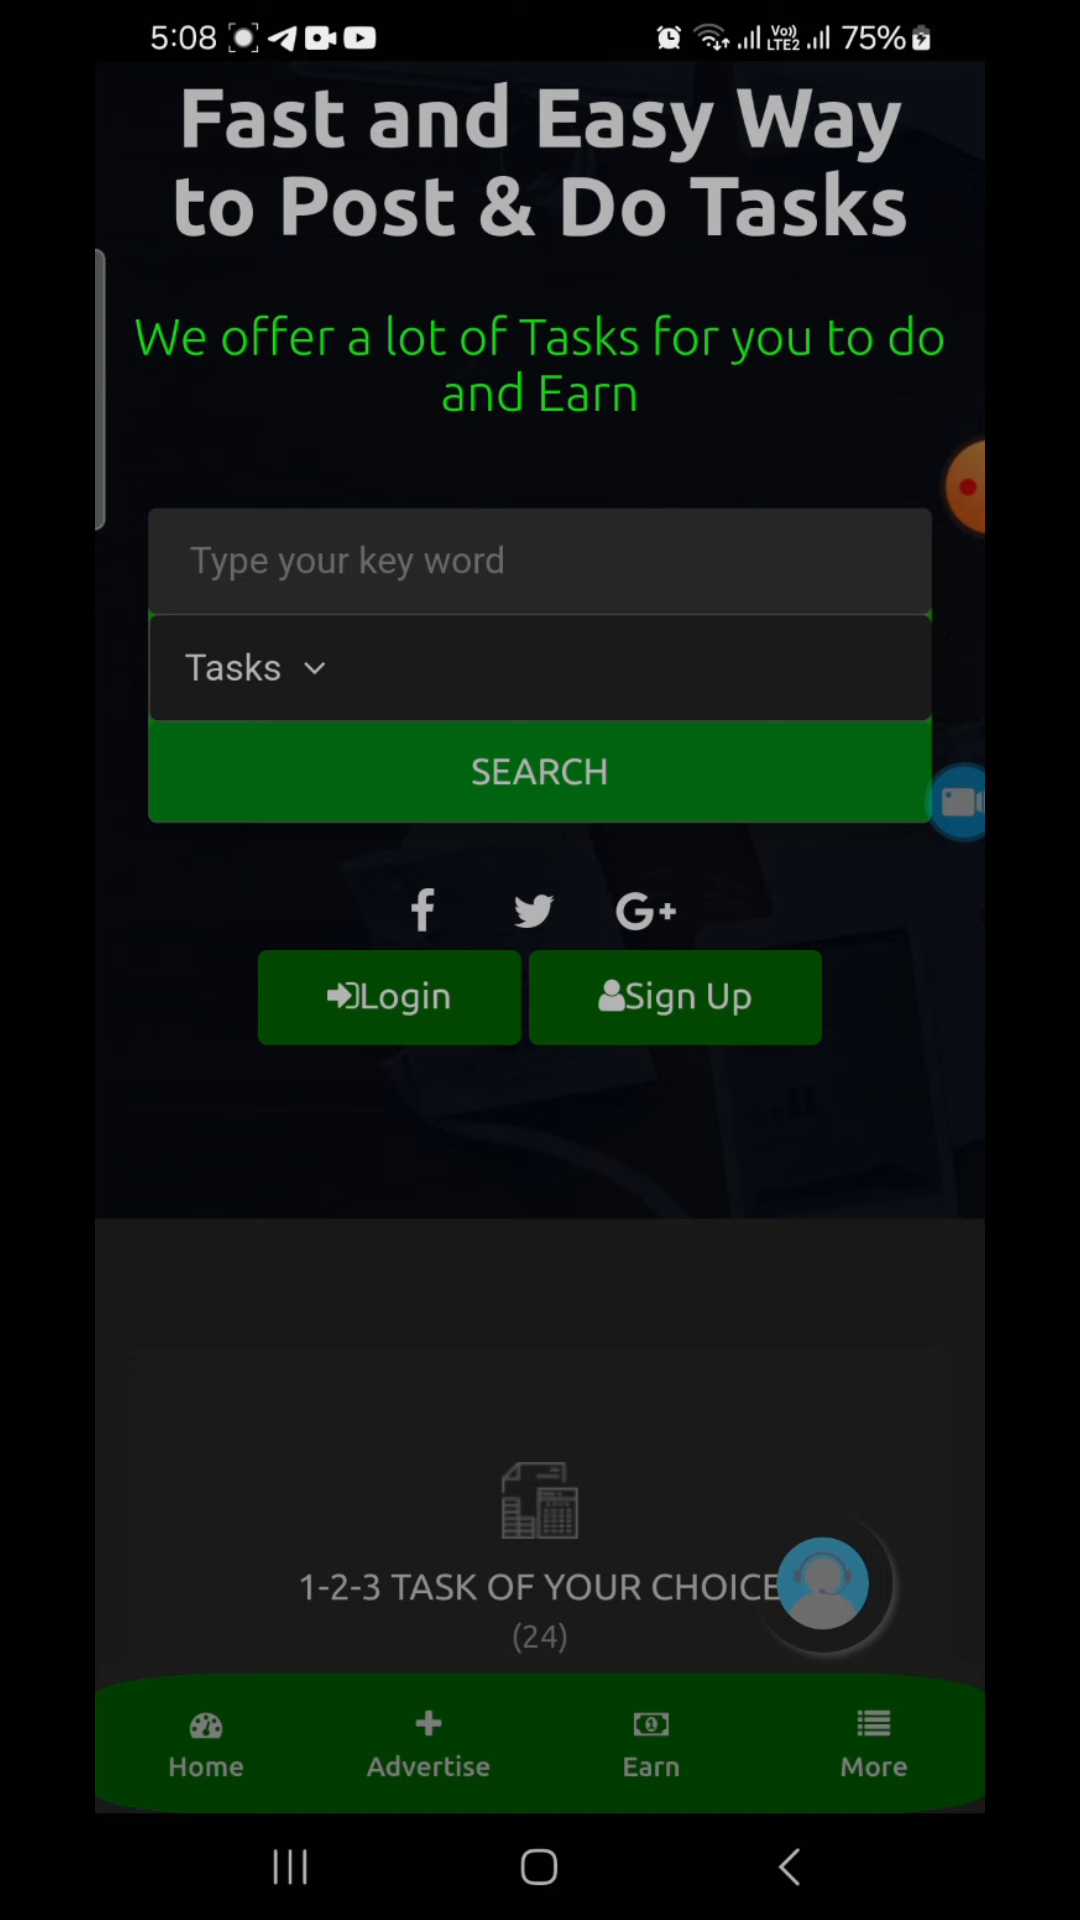 5:08 Vo)) LTE2 75%
Fast and Easy Way
to Post & Do Tasks
We offer a lot of Tasks for you to do
and Earn
Type your key word
Tasks
SEARCH
G+
Login Sign Up
1-2-3 TASK OF YOUR CHOICE
(24)
Home Advertise Earn More